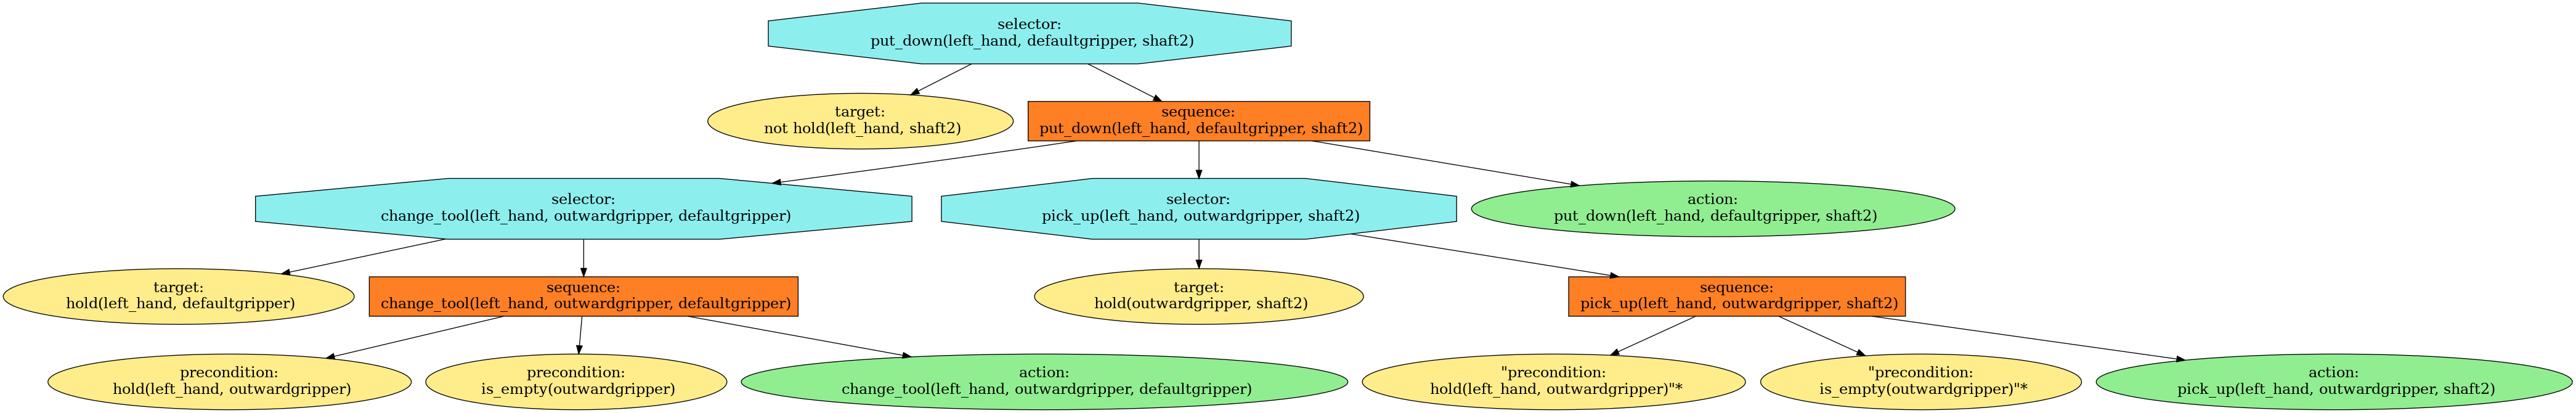 selector:
put_down(left_hand, defaultgripper, shaft2)
target:
not hold(left_hand, shaft2)
sequence:
put_down(left_hand, defaultgripper, shaft2)
selector:
change_tool(left_hand, outwardgripper, defaultgripper)
selector:
pick_up(left_hand, outwardgripper, shaft2)
action:
put_down(left_hand, defaultgripper, shaft2)
target:
hold(left_hand, defaultgripper)
sequence:
change_tool(left_hand, outwardgripper, defaultgripper)
target:
hold(outwardgripper, shaft2)
sequence:
pick_up(left_hand, outwardgripper, shaft2)
precondition:
hold(left_hand, outwardgripper)
precondition:
is_empty(outwardgripper)
action:
change_tool(left_hand, outwardgripper, defaultgripper)
"precondition:
hold(left_hand, outwardgripper)"*
"precondition:
is_empty(outwardgripper)"*
action:
pick_up(left_hand, outwardgripper, shaft2)